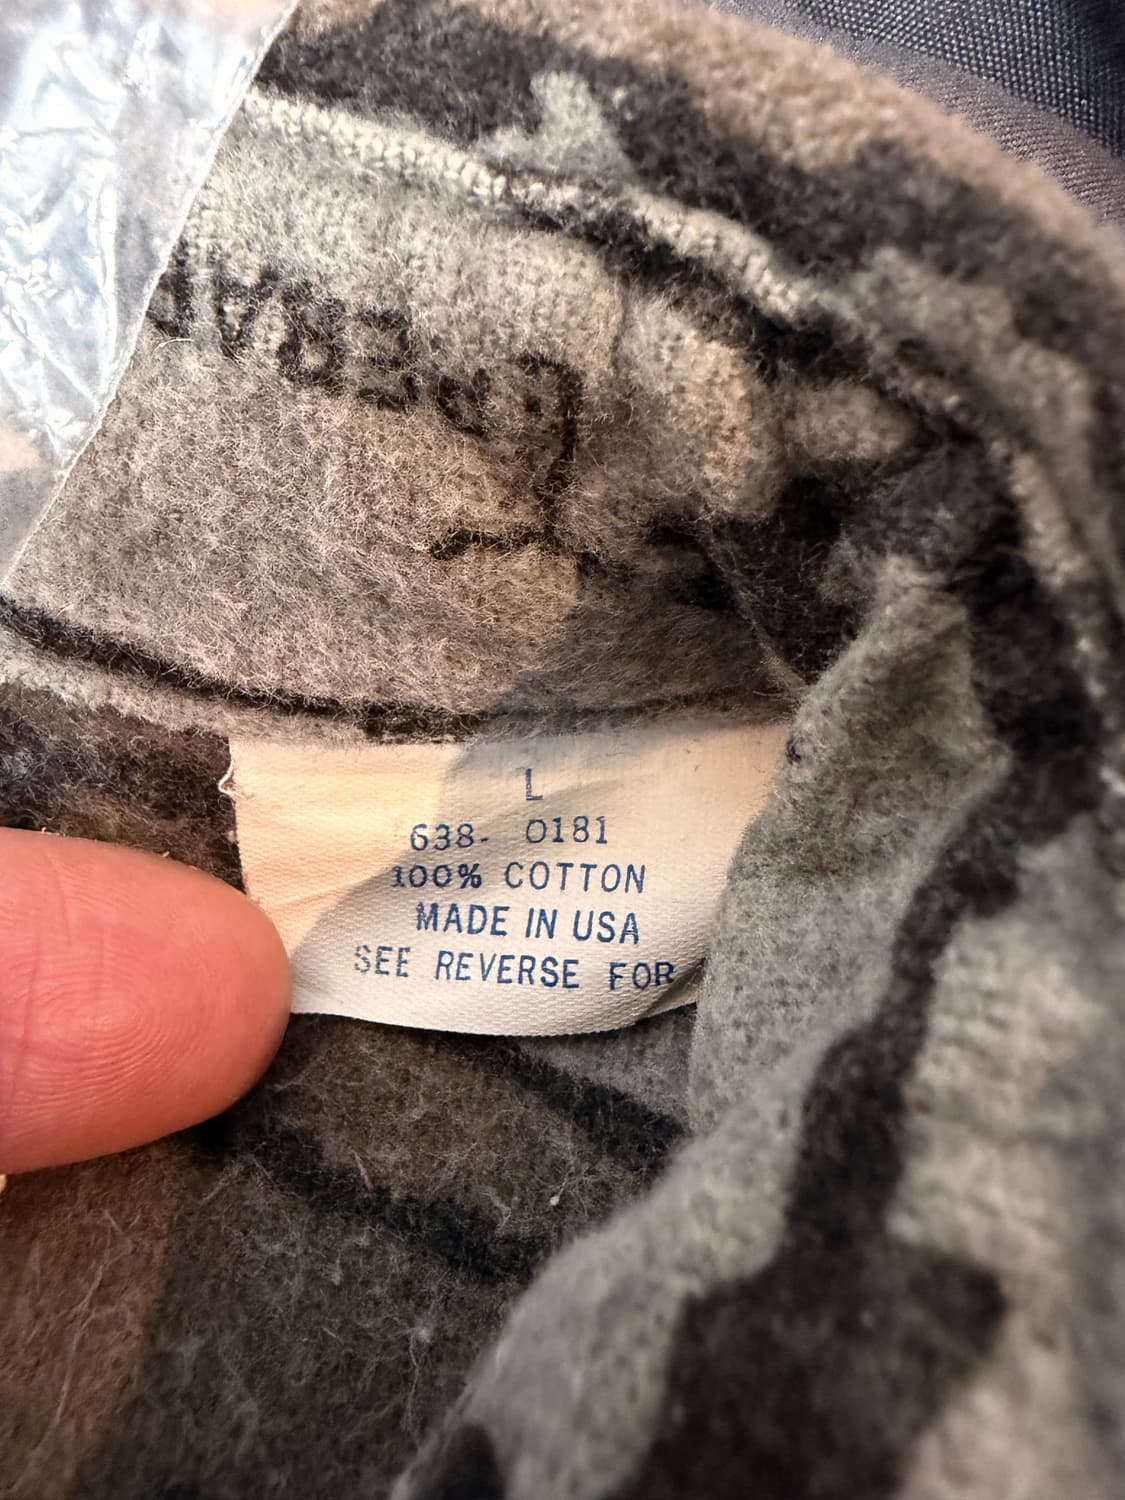 L
638- 0181
100% COTTON
MADE IN USA
SEE REVERSE FOR